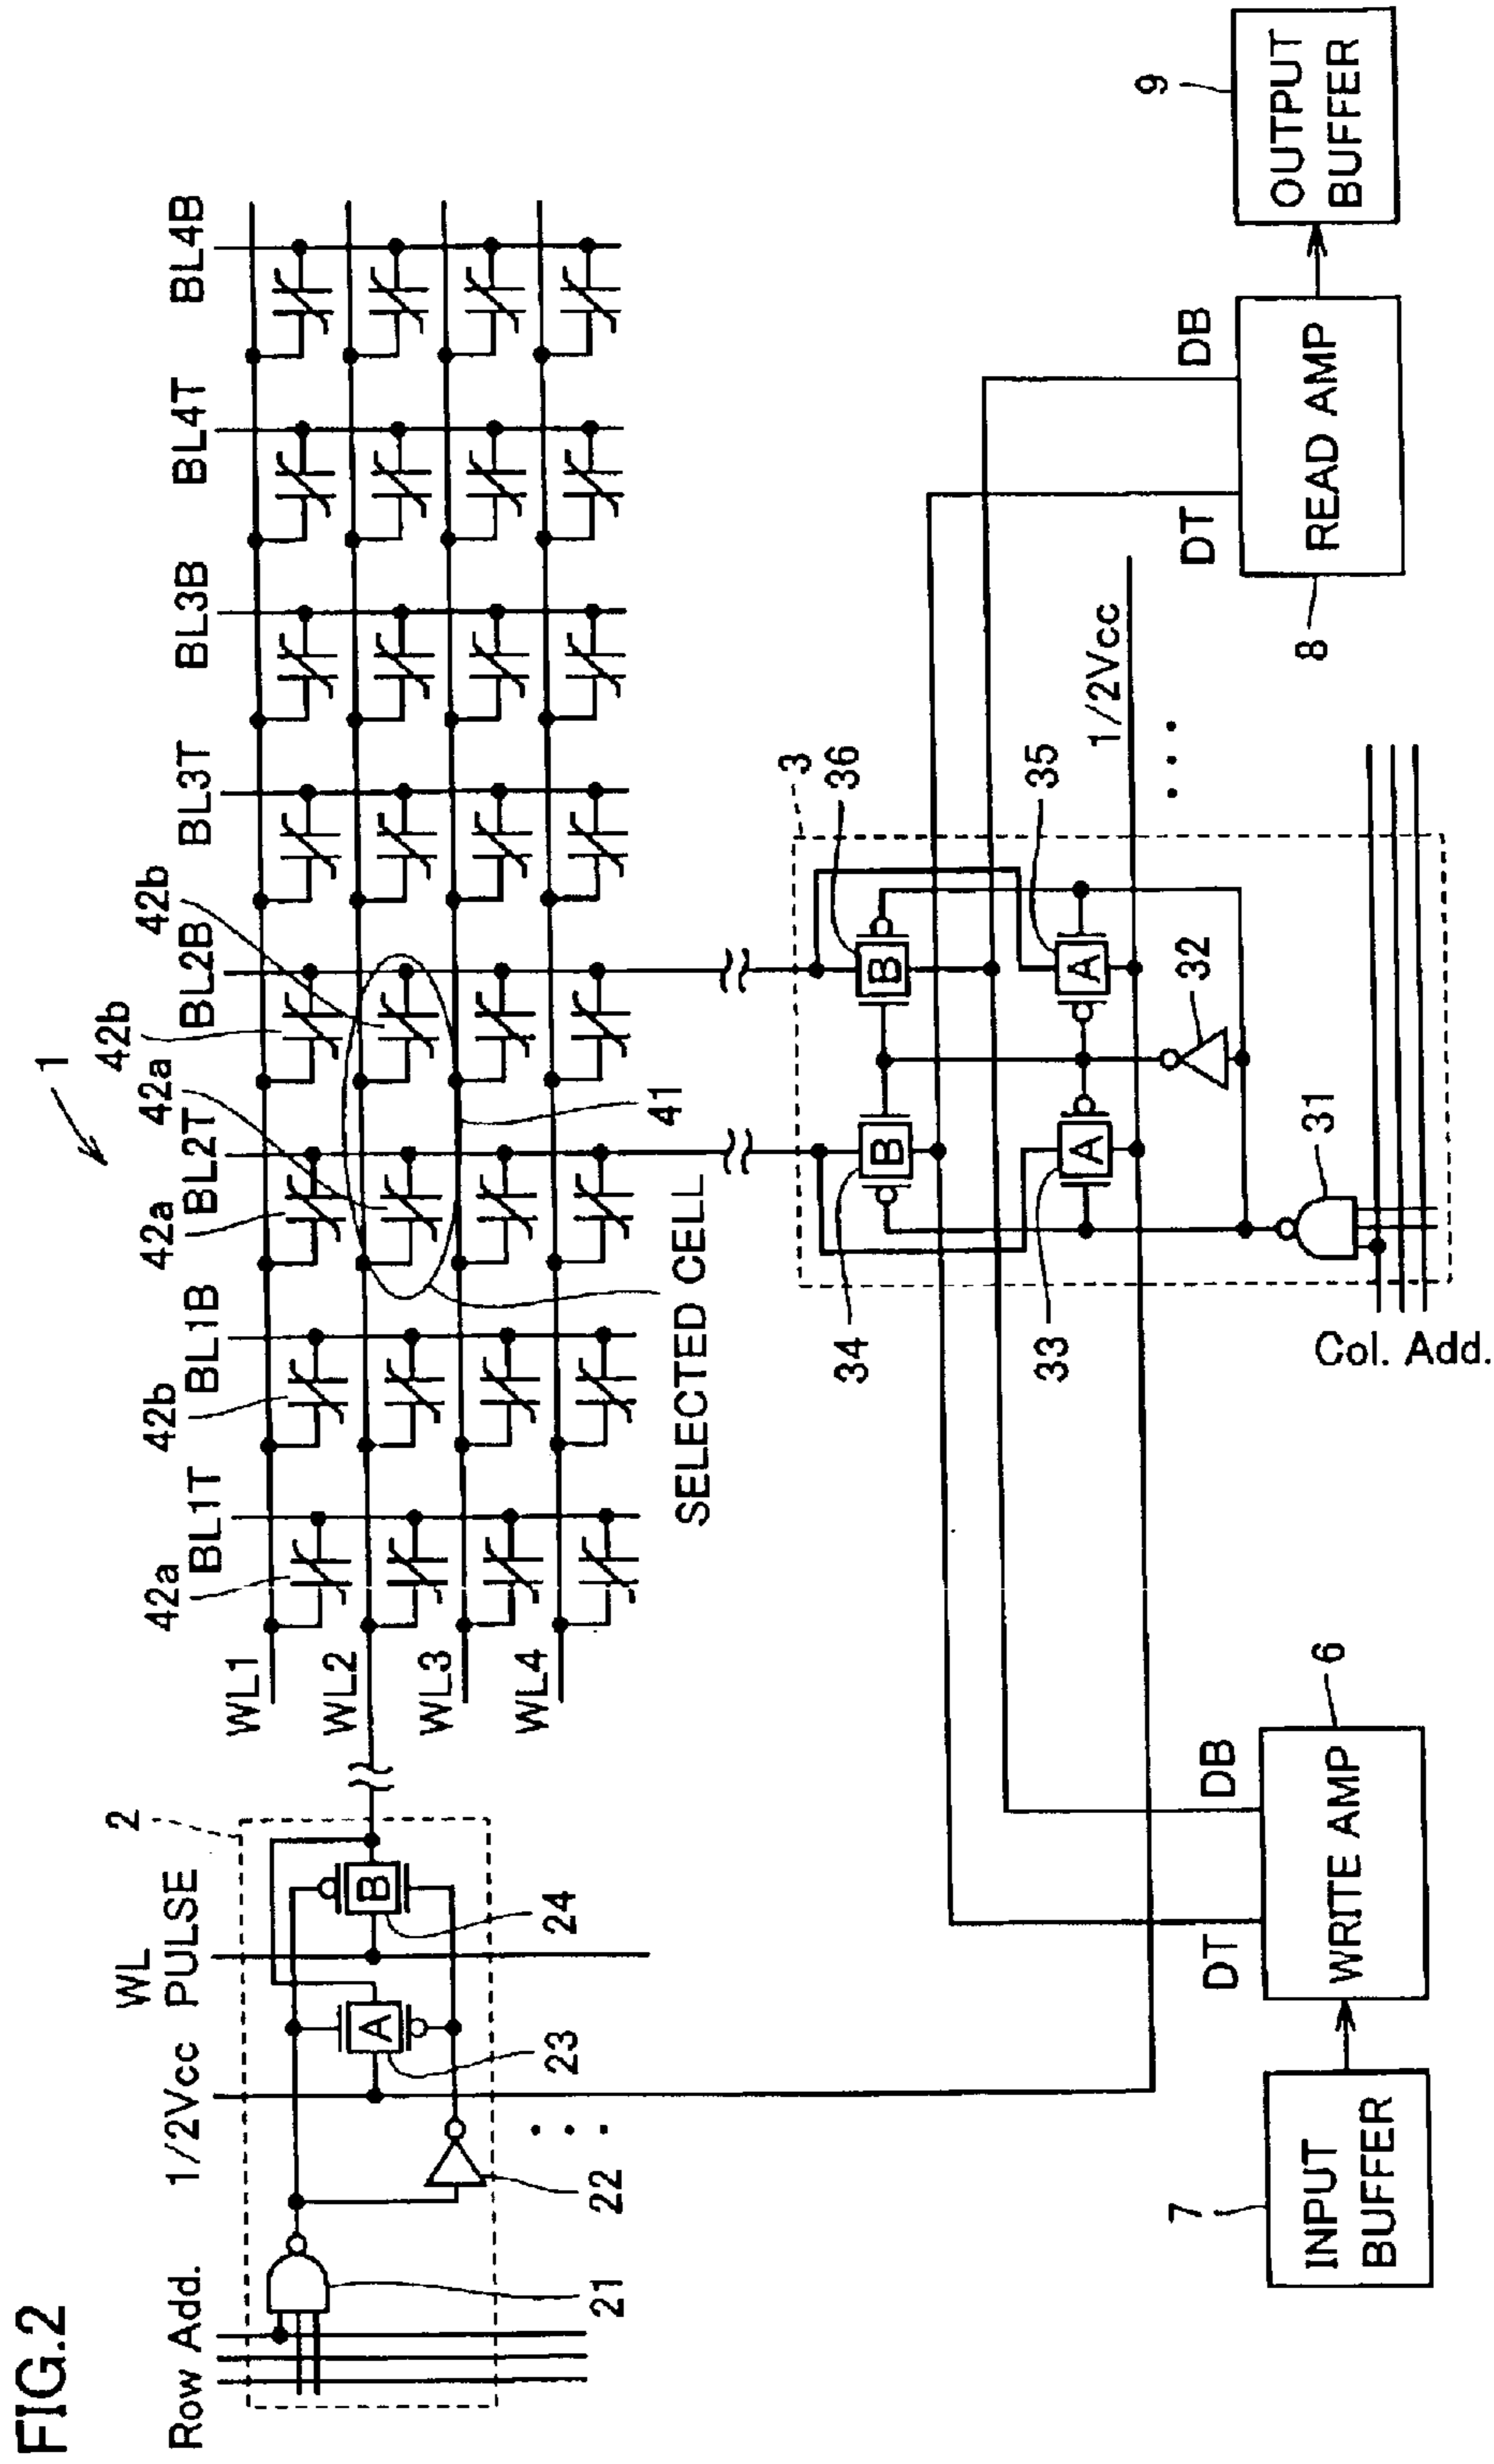 FIG.2
1
42a
BL1T
42b
BL1B
42a
BL2T
42a
42b
BL2B
42b
BL3T
BL3B
BL4T
BL4B
WL1
WL2
WL3
WL4
Row Add.
1/2Vcc
WL
PULSE
2
A
B
21
22
23
24
SELECTED CELL
41
3
34
B
B
36
33
A
A
35
1/2Vcc
32
31
Col. Add.
7
INPUT
BUFFER
DT
DB
WRITE AMP
6
DT
DB
READ AMP
8
9
OUTPUT
BUFFER